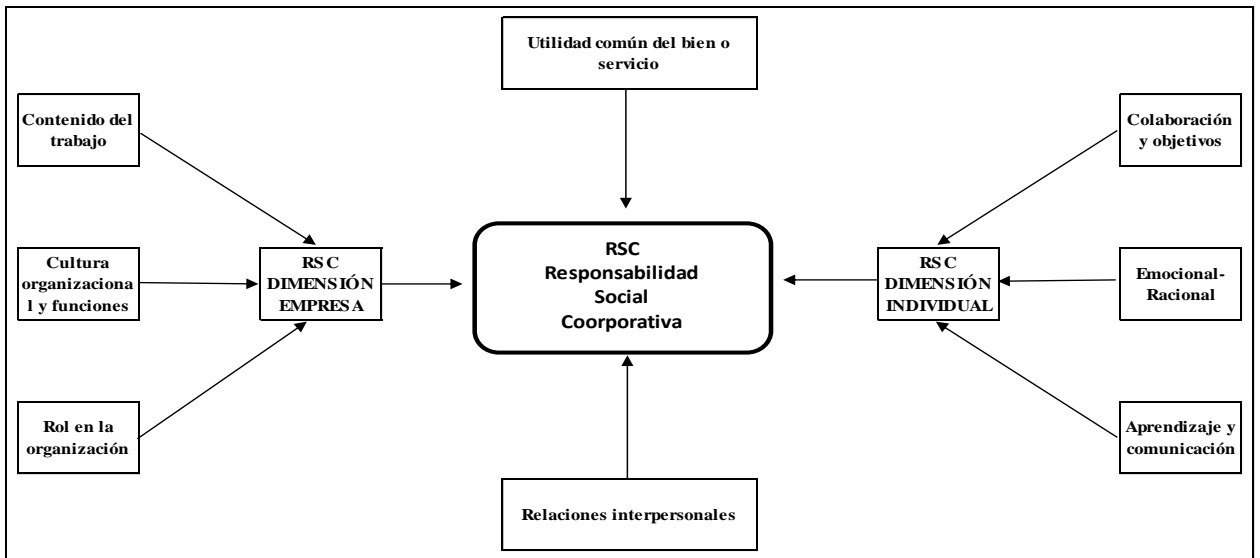 Utilidad común del bien o
servicio
Contenido del
trabajo
Colaboración
y objetivos
Cultura
organizaciona
l y funciones
RSC
DIMENSIÓN
EMPRESA
RSC
Responsabilidad
Social
Coorporativa
RSC
DIMENSIÓN
INDIVIDUAL
Emocional-
Racional
Rol en la
organización
Aprendizaje y
comunicación
Relaciones interpersonales